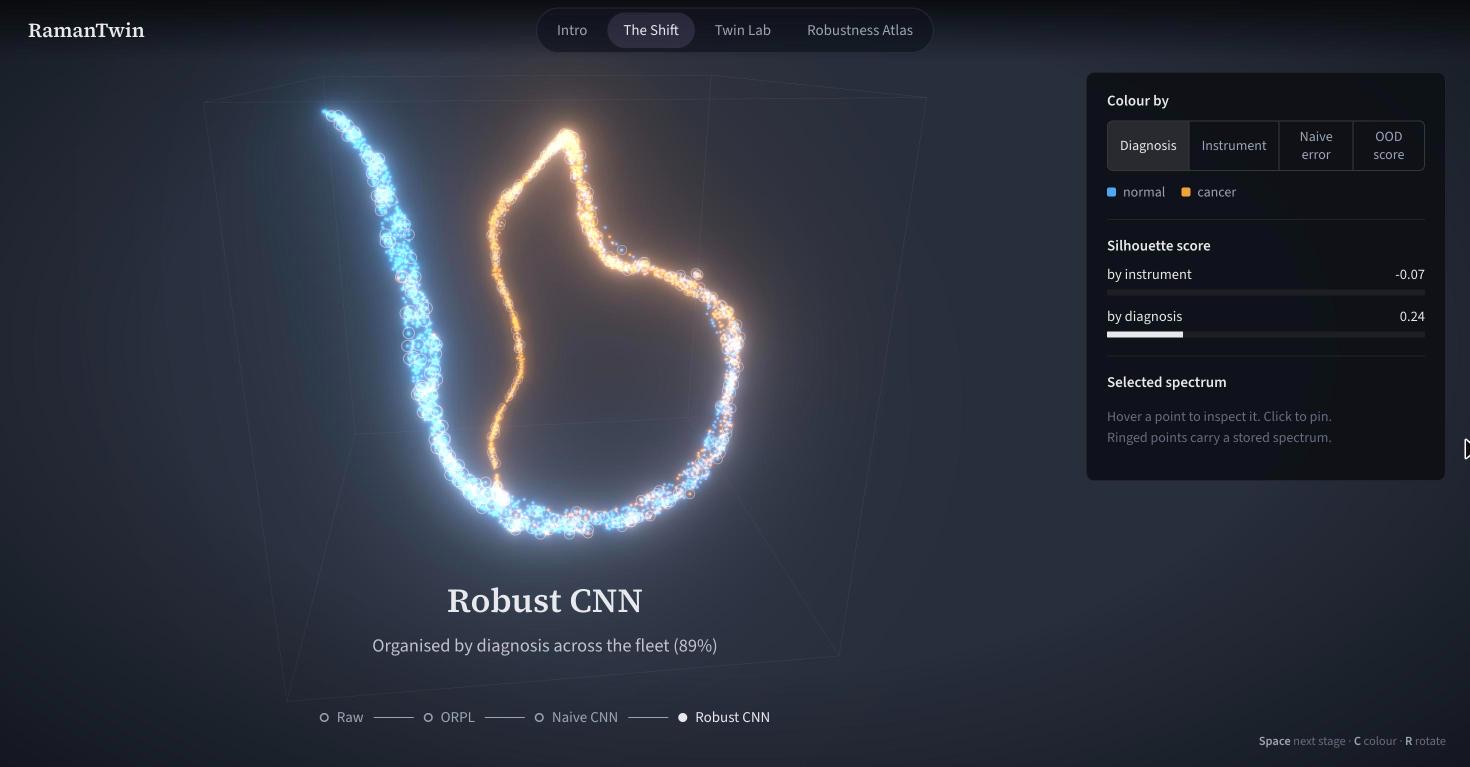 RamanTwin
Intro
The Shift
Twin Lab
Robustness Atlas
Colour by
Diagnosis
Instrument
Naive
error
OOD
score
normal
cancer
Silhouette score
by instrument
-0.07
by diagnosis
0.24
Selected spectrum
Hover a point to inspect it. Click to pin.
Ringed points carry a stored spectrum.
Robust CNN
Organised by diagnosis across the fleet (89%)
Raw
ORPL
Naive CNN
Robust CNN
Space next stage · C colour · R rotate